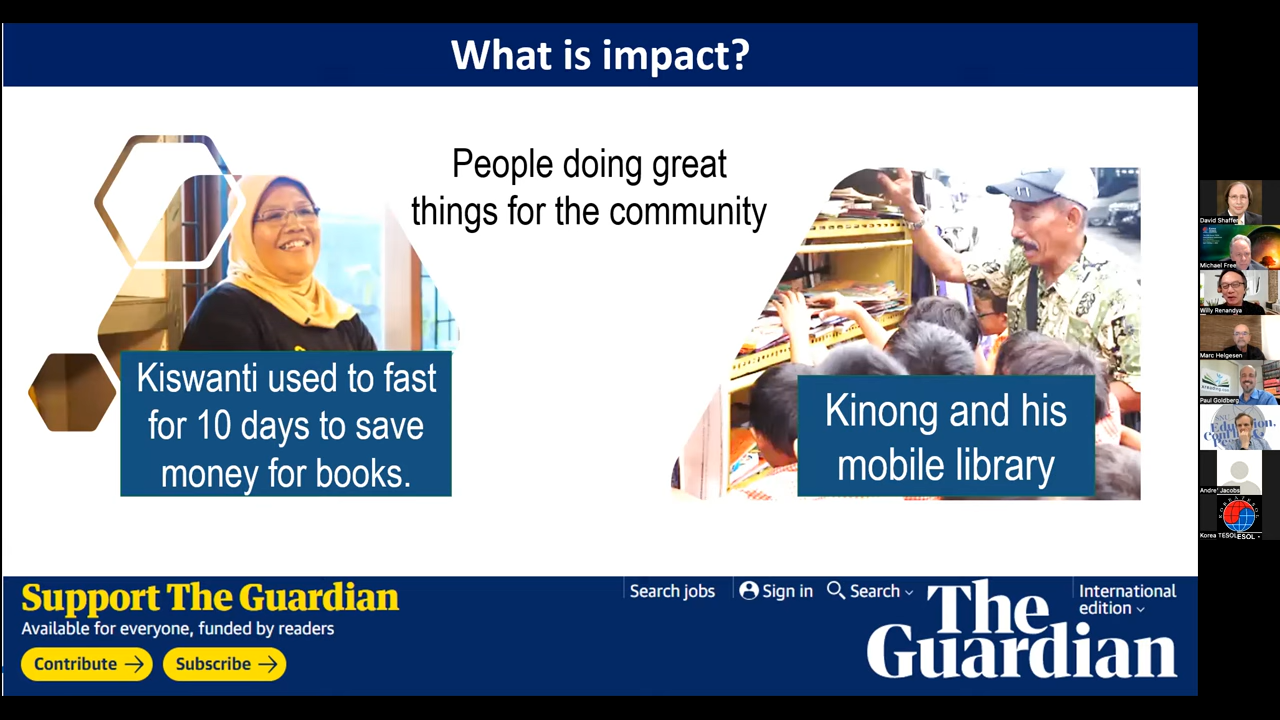 What is impact?
People doing great
things for the community
Kiswanti used to fast
for 10 days to save
money for books.
Kinong and his
mobile library
Support The Guardian
Available for everyone, funded by readers
Contribute
Subscribe
Search jobs
Sign in
Search
International
edition
The
Guardian
David Shaffer
Michael Free
Willy Renandya
Marc Helgesen
Paul Goldberg
Andre' Jacobs
Korea TESOL